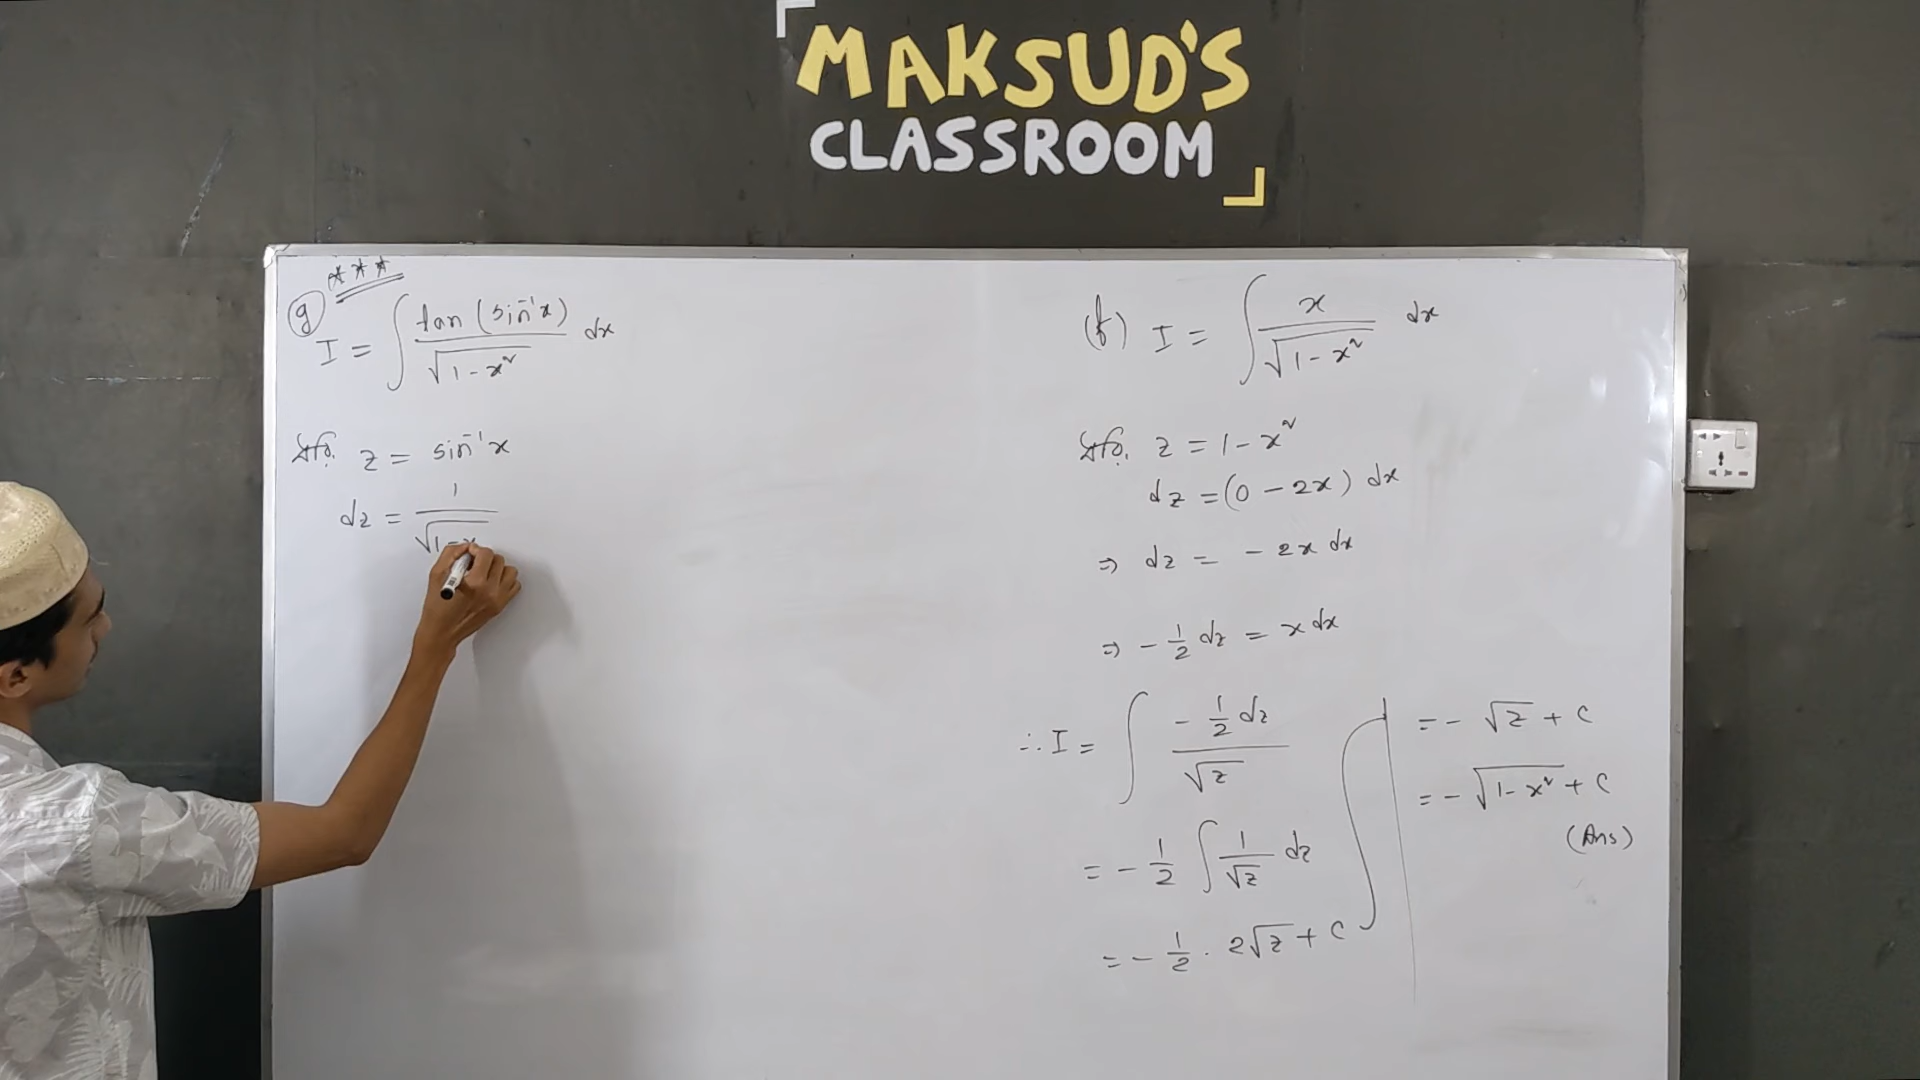 MAKSUD'S
CLASSROOM
g) ***
I = ∫ tan (sin⁻¹x) / √1-x² dx
ধরি, z = sin⁻¹x
dz = 1 / √1-x
(f) I = ∫ x / √1-x² dx
ধরি, z = 1-x²
dz = (0-2x) dx
⇒ dz = -2x dx
⇒ -1/2 dz = x dx
∴ I = ∫ -1/2 dz / √z
= -1/2 ∫ 1/√z dz
= -1/2 . 2√z + c
= - √z + c
= - √1-x² + c
(Ans)